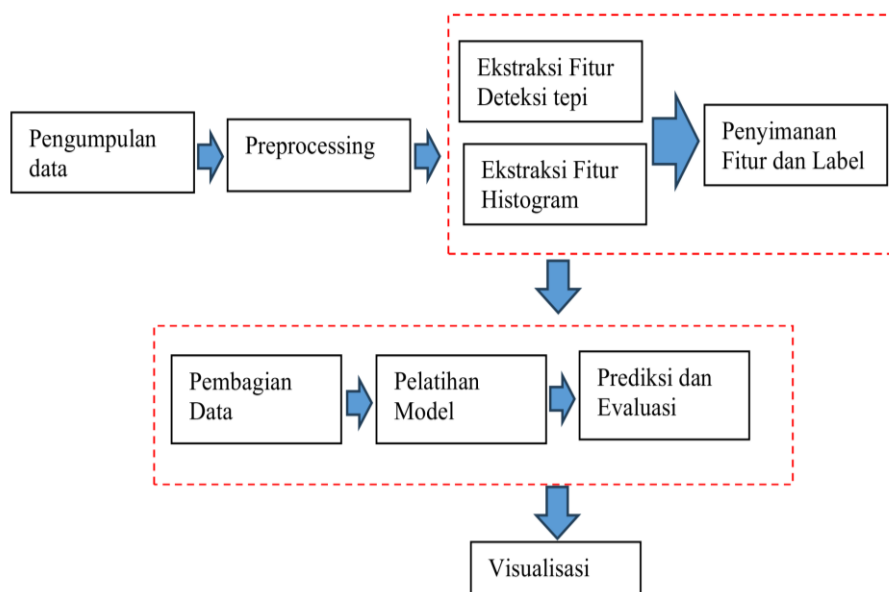 Pengumpulan
data
Preprocessing
Ekstraksi Fitur
Deteksi tepi
Ekstraksi Fitur
Histogram
Penyimanan
Fitur dan Label
Pembagian
Data
Pelatihan
Model
Prediksi dan
Evaluasi
Visualisasi